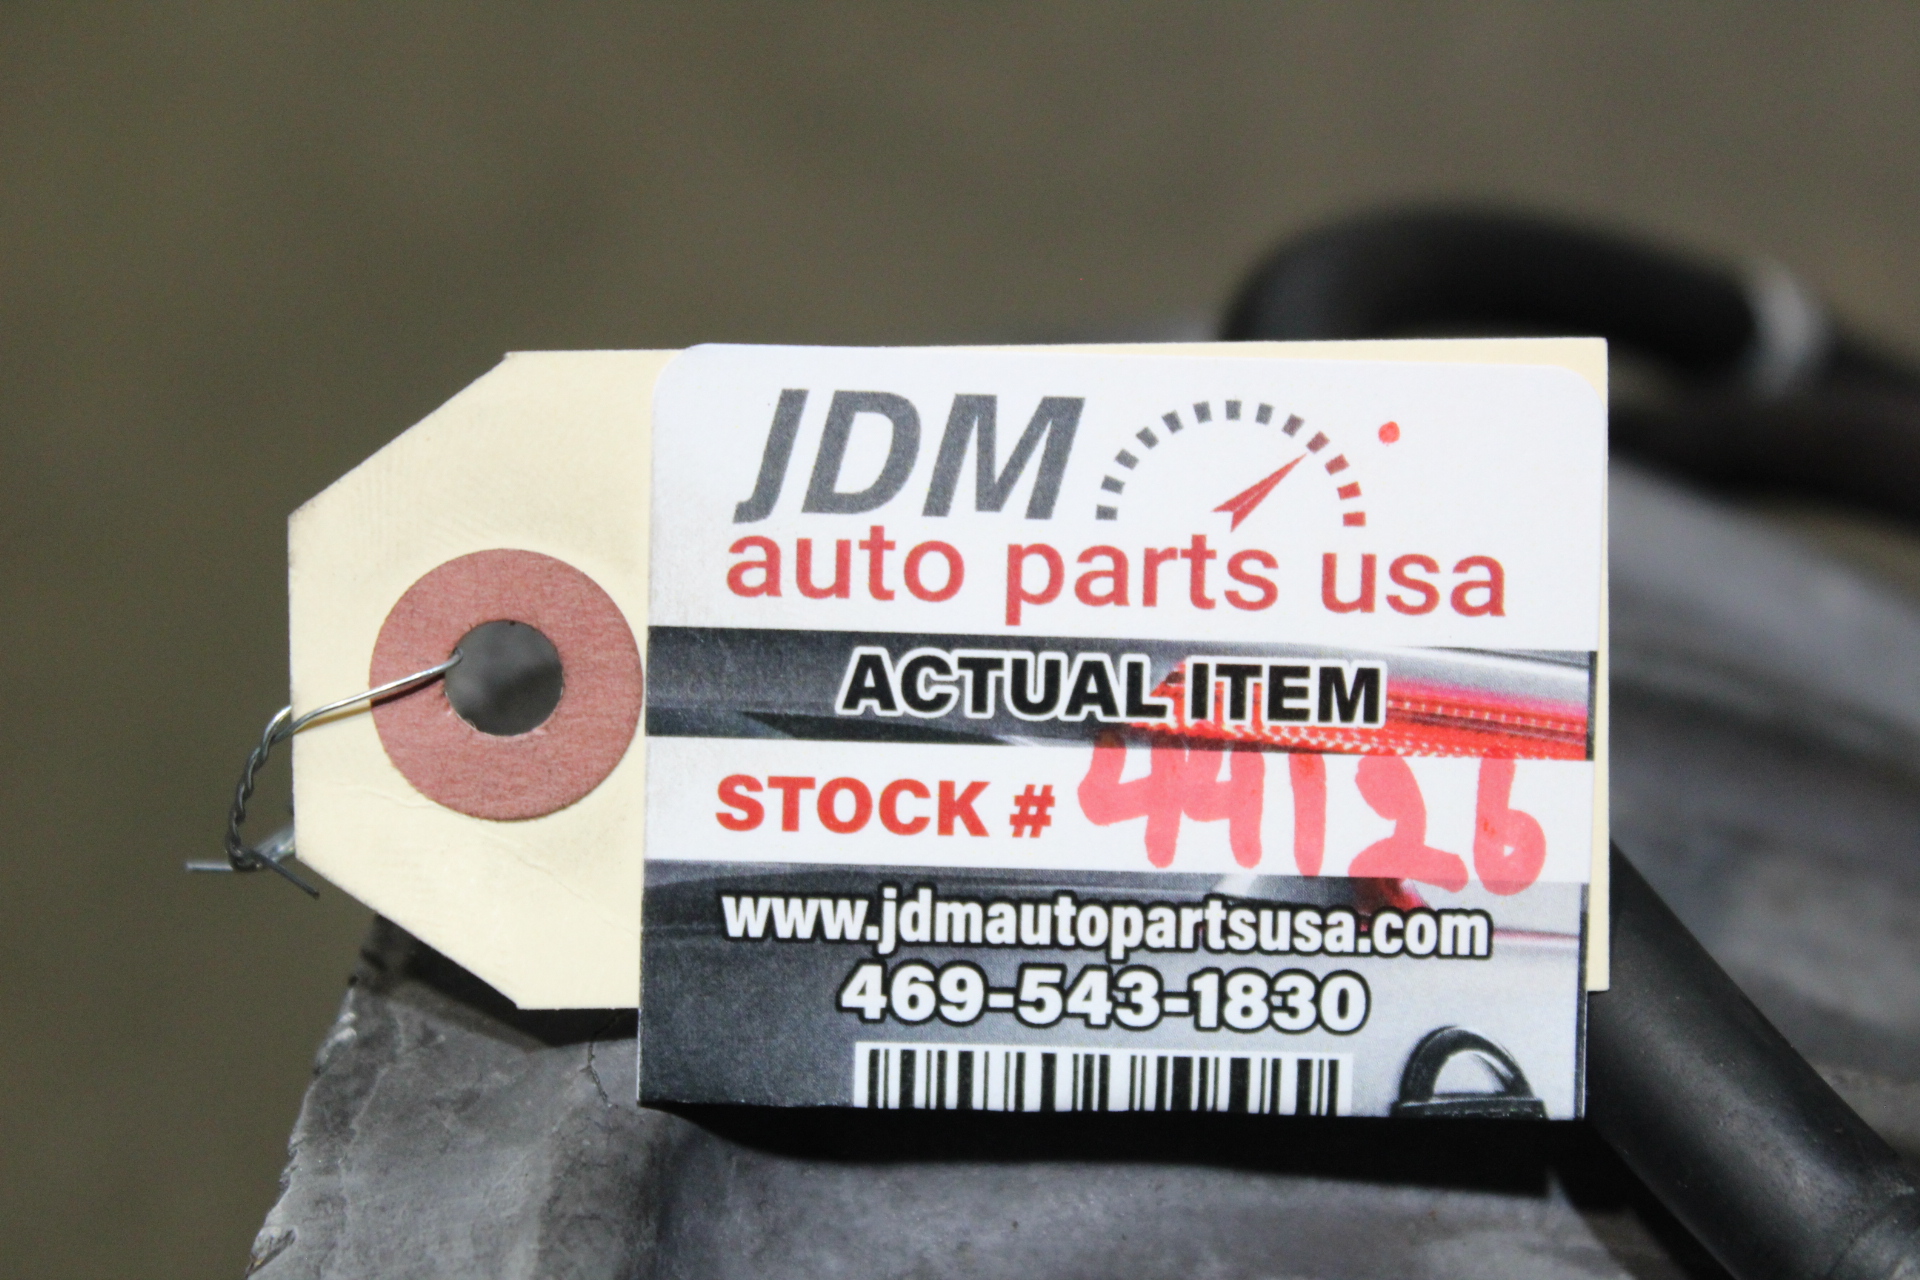 JDM
auto parts usa
ACTUAL ITEM
STOCK # 44126
www.jdmautopartsusa.com
469-543-1830